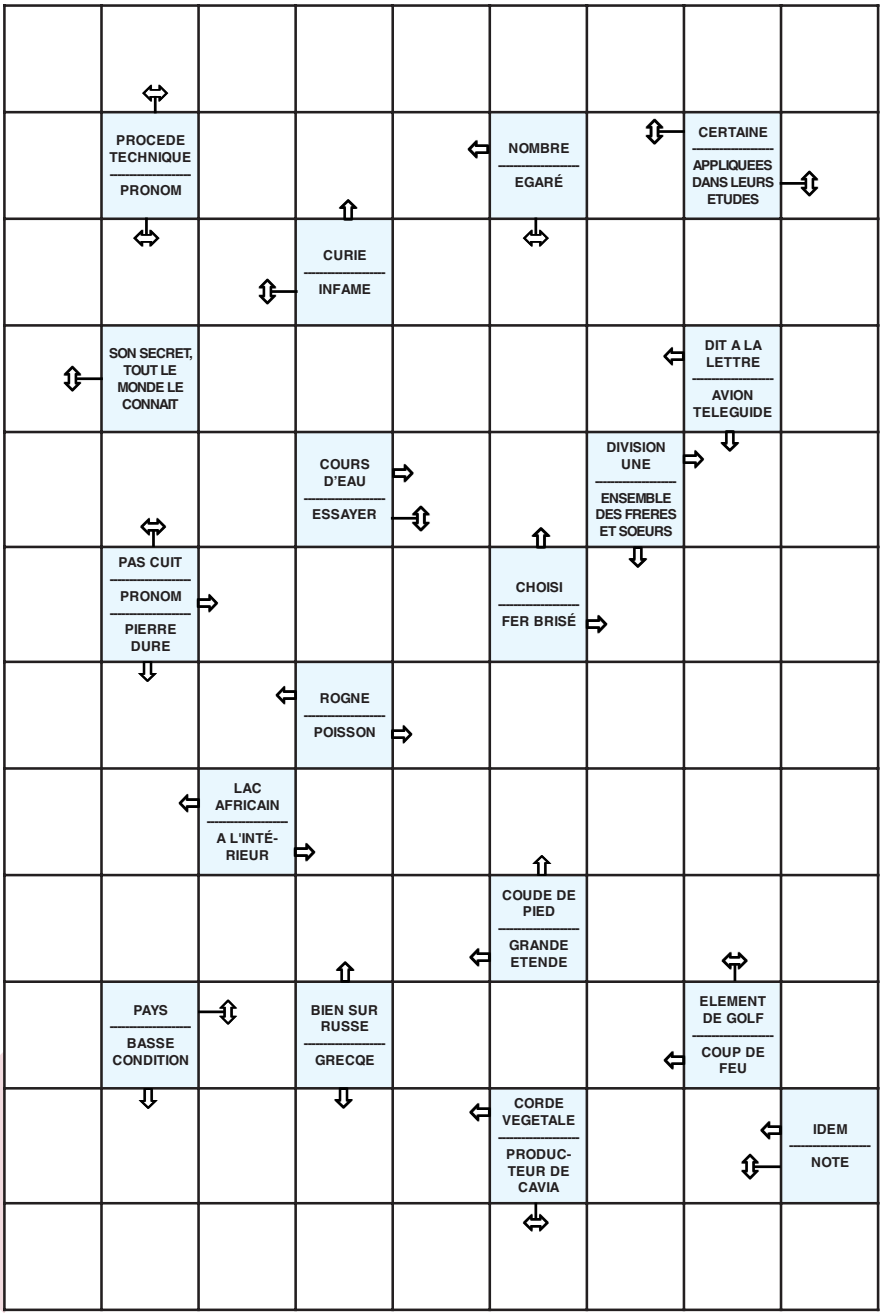 PROCEDE
TECHNIQUE
PRONOM
NOMBRE
EGARÉ
CERTAINE
APPLIQUEES
DANS LEURS
ETUDES
CURIE
INFAME
SON SECRET,
TOUT LE
MONDE LE
CONNAIT
DIT A LA
LETTRE
AVION
TELEGUIDE
COURS
D'EAU
ESSAYER
DIVISION
UNE
ENSEMBLE
DES FRERES
ET SOEURS
PAS CUIT
PRONOM
PIERRE
DURE
CHOISI
FER BRISÉ
ROGNE
POISSON
LAC
AFRICAIN
A L'INTÉ-
RIEUR
COUDE DE
PIED
GRANDE
ETENDE
PAYS
BASSE
CONDITION
BIEN SUR
RUSSE
GRECQE
ELEMENT
DE GOLF
COUP DE
FEU
CORDE
VEGETALE
PRODUC-
TEUR DE
CAVIA
IDEM
NOTE